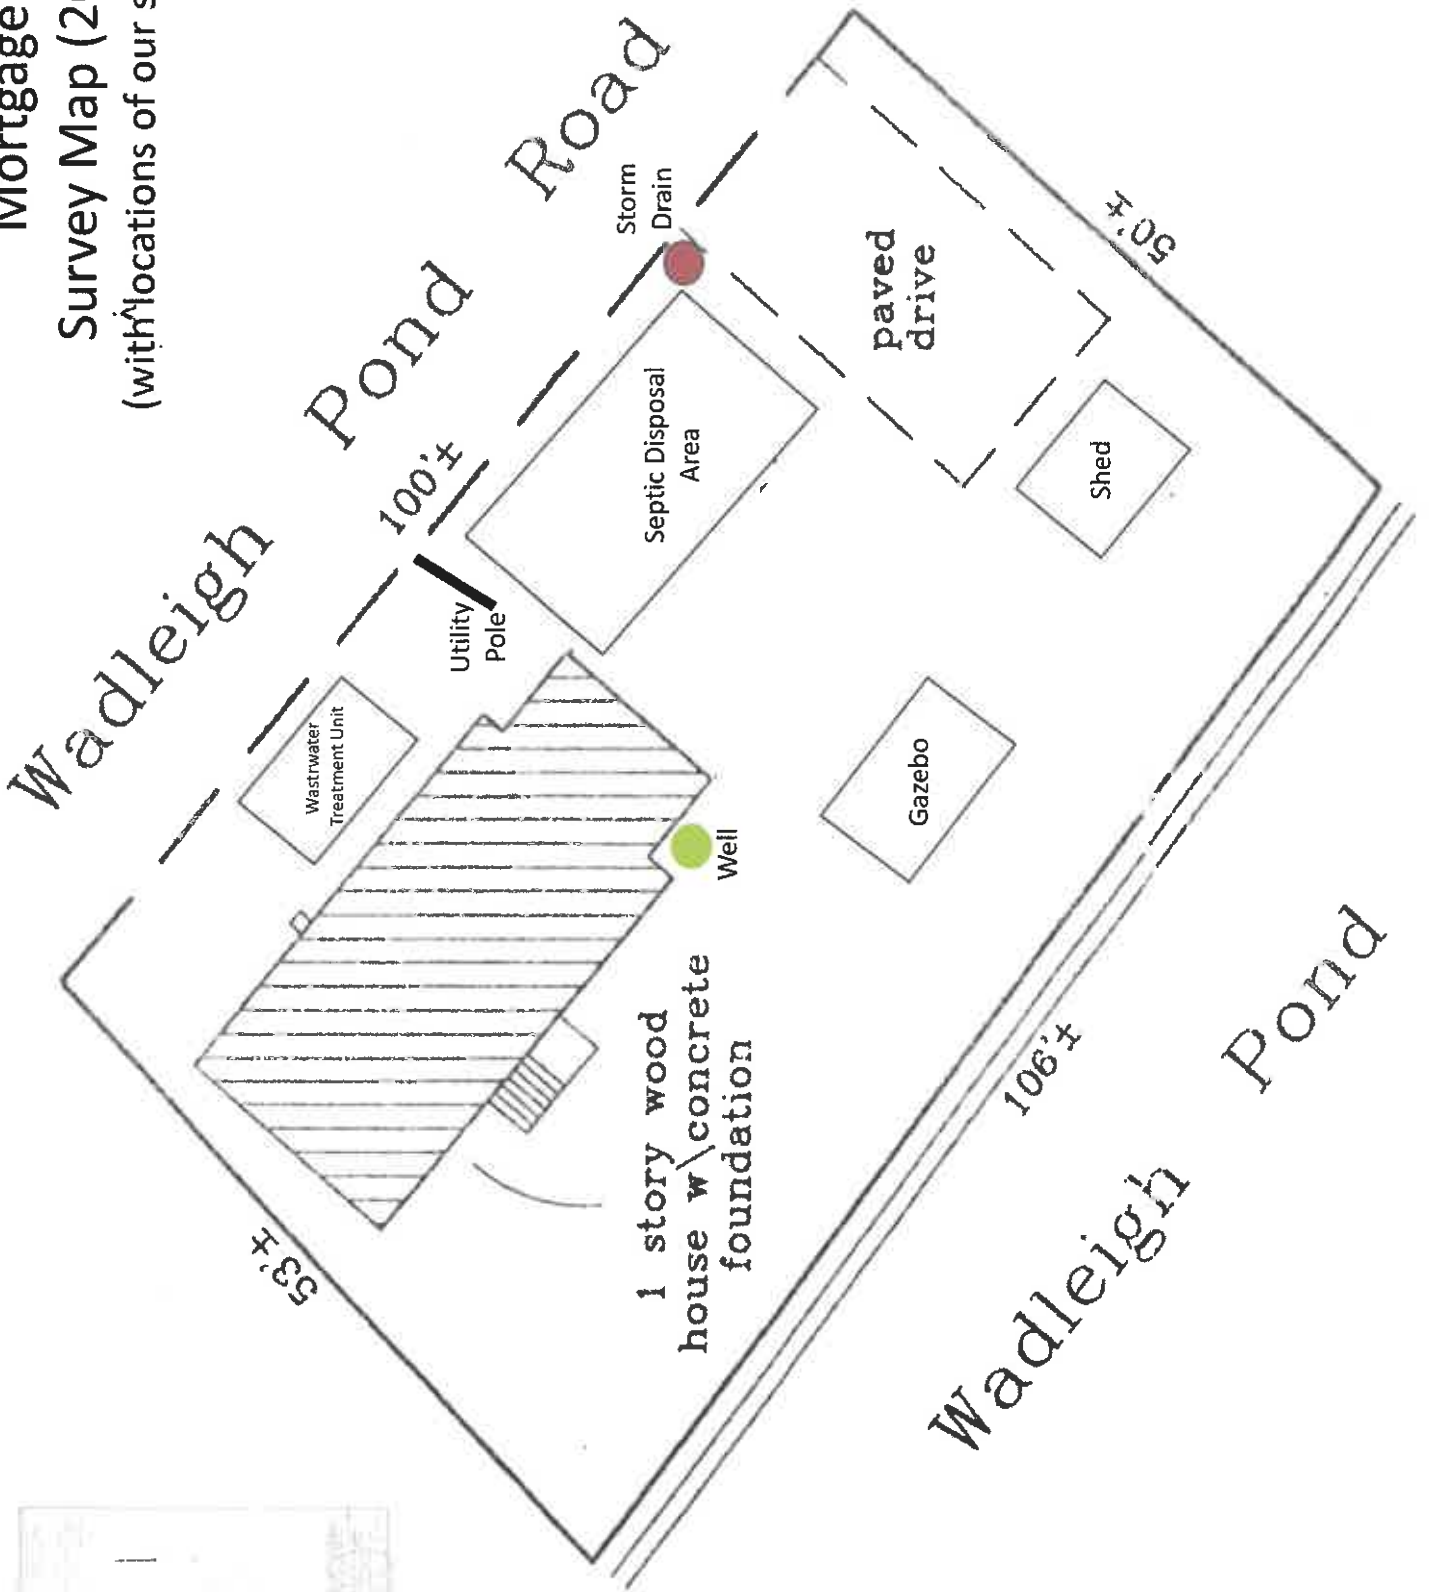 Mortgage
Survey Map (2
(with^locations of our s
Wadleigh Pond Road
100'±
Storm
Drain
Utility
Pole
Wastrwater
Treatment Unit
Septic Disposal
Area
paved
drive
50'±
Shed
Gazebo
Well
53'±
1 story wood
house w\concrete
foundation
106'±
Wadleigh Pond